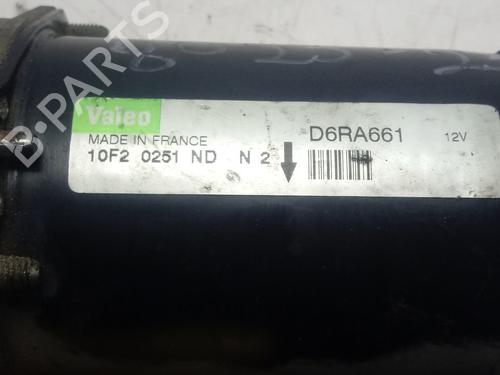 Valeo
MADE IN FRANCE
D6RA661 12V
10F2 0251 ND N 2
B-PARTS